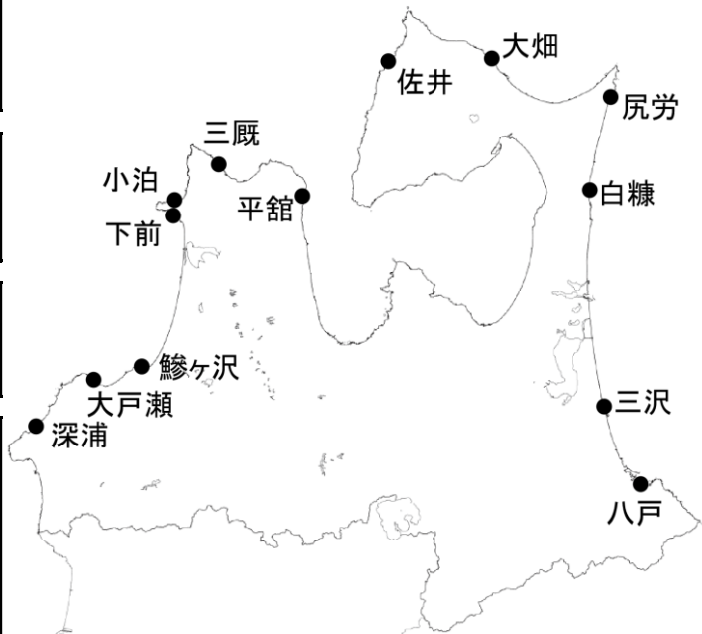 大畑
佐井
尻労
三厩
小泊
平舘
白糠
下前
鰺ヶ沢
大戸瀬
三沢
深浦
八戸